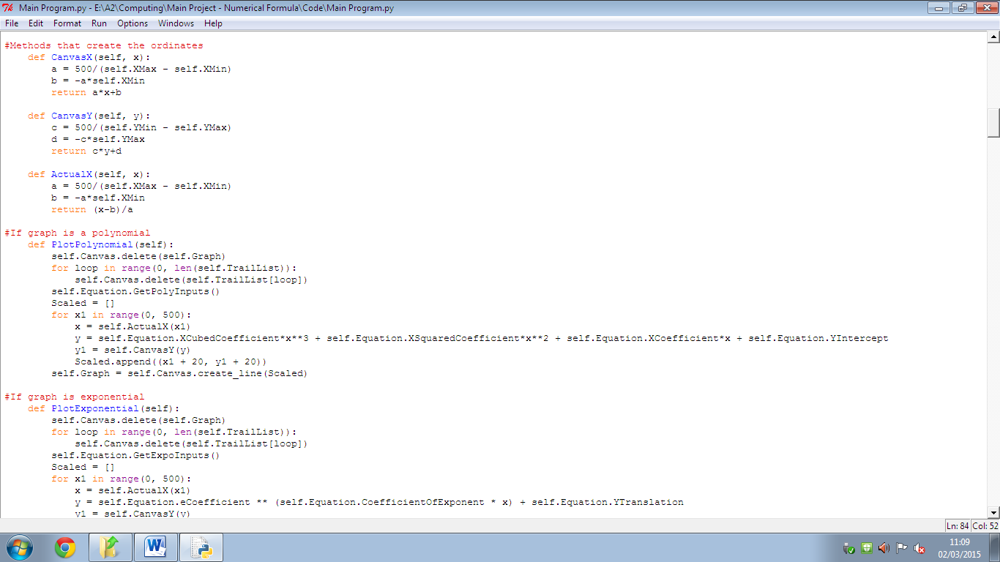 Main Program.py - E:\A2\Computing\Main Project - Numerical Formula\Code\Main Program.py
File Edit Format Run Options Windows Help
#Methods that create the ordinates
    def CanvasX(self, x):
        a = 500/(self.XMax - self.XMin)
        b = -a*self.XMin
        return a*x+b

    def CanvasY(self, y):
        c = 500/(self.YMin - self.YMax)
        d = -c*self.YMax
        return c*y+d

    def ActualX(self, x):
        a = 500/(self.XMax - self.XMin)
        b = -a*self.XMin
        return (x-b)/a

#If graph is a polynomial
    def PlotPolynomial(self):
        self.Canvas.delete(self.Graph)
        for loop in range(0, len(self.TrailList)):
            self.Canvas.delete(self.TrailList[loop])
        self.Equation.GetPolyInputs()
        Scaled = []
        for x1 in range(0, 500):
            x = self.ActualX(x1)
            y = self.Equation.XCubedCoefficient*x**3 + self.Equation.XSquaredCoefficient*x**2 + self.Equation.XCoefficient*x + self.Equation.YIntercept
            y1 = self.CanvasY(y)
            Scaled.append((x1 + 20, y1 + 20))
        self.Graph = self.Canvas.create_line(Scaled)

#If graph is exponential
    def PlotExponential(self):
        self.Canvas.delete(self.Graph)
        for loop in range(0, len(self.TrailList)):
            self.Canvas.delete(self.TrailList[loop])
        self.Equation.GetExpoInputs()
        Scaled = []
        for x1 in range(0, 500):
            x = self.ActualX(x1)
            y = self.Equation.eCoefficient ** (self.Equation.CoefficientOfExponent * x) + self.Equation.YTranslation
            y1 = self.CanvasY(y)
Ln: 84 Col: 52
11:09
02/03/2015